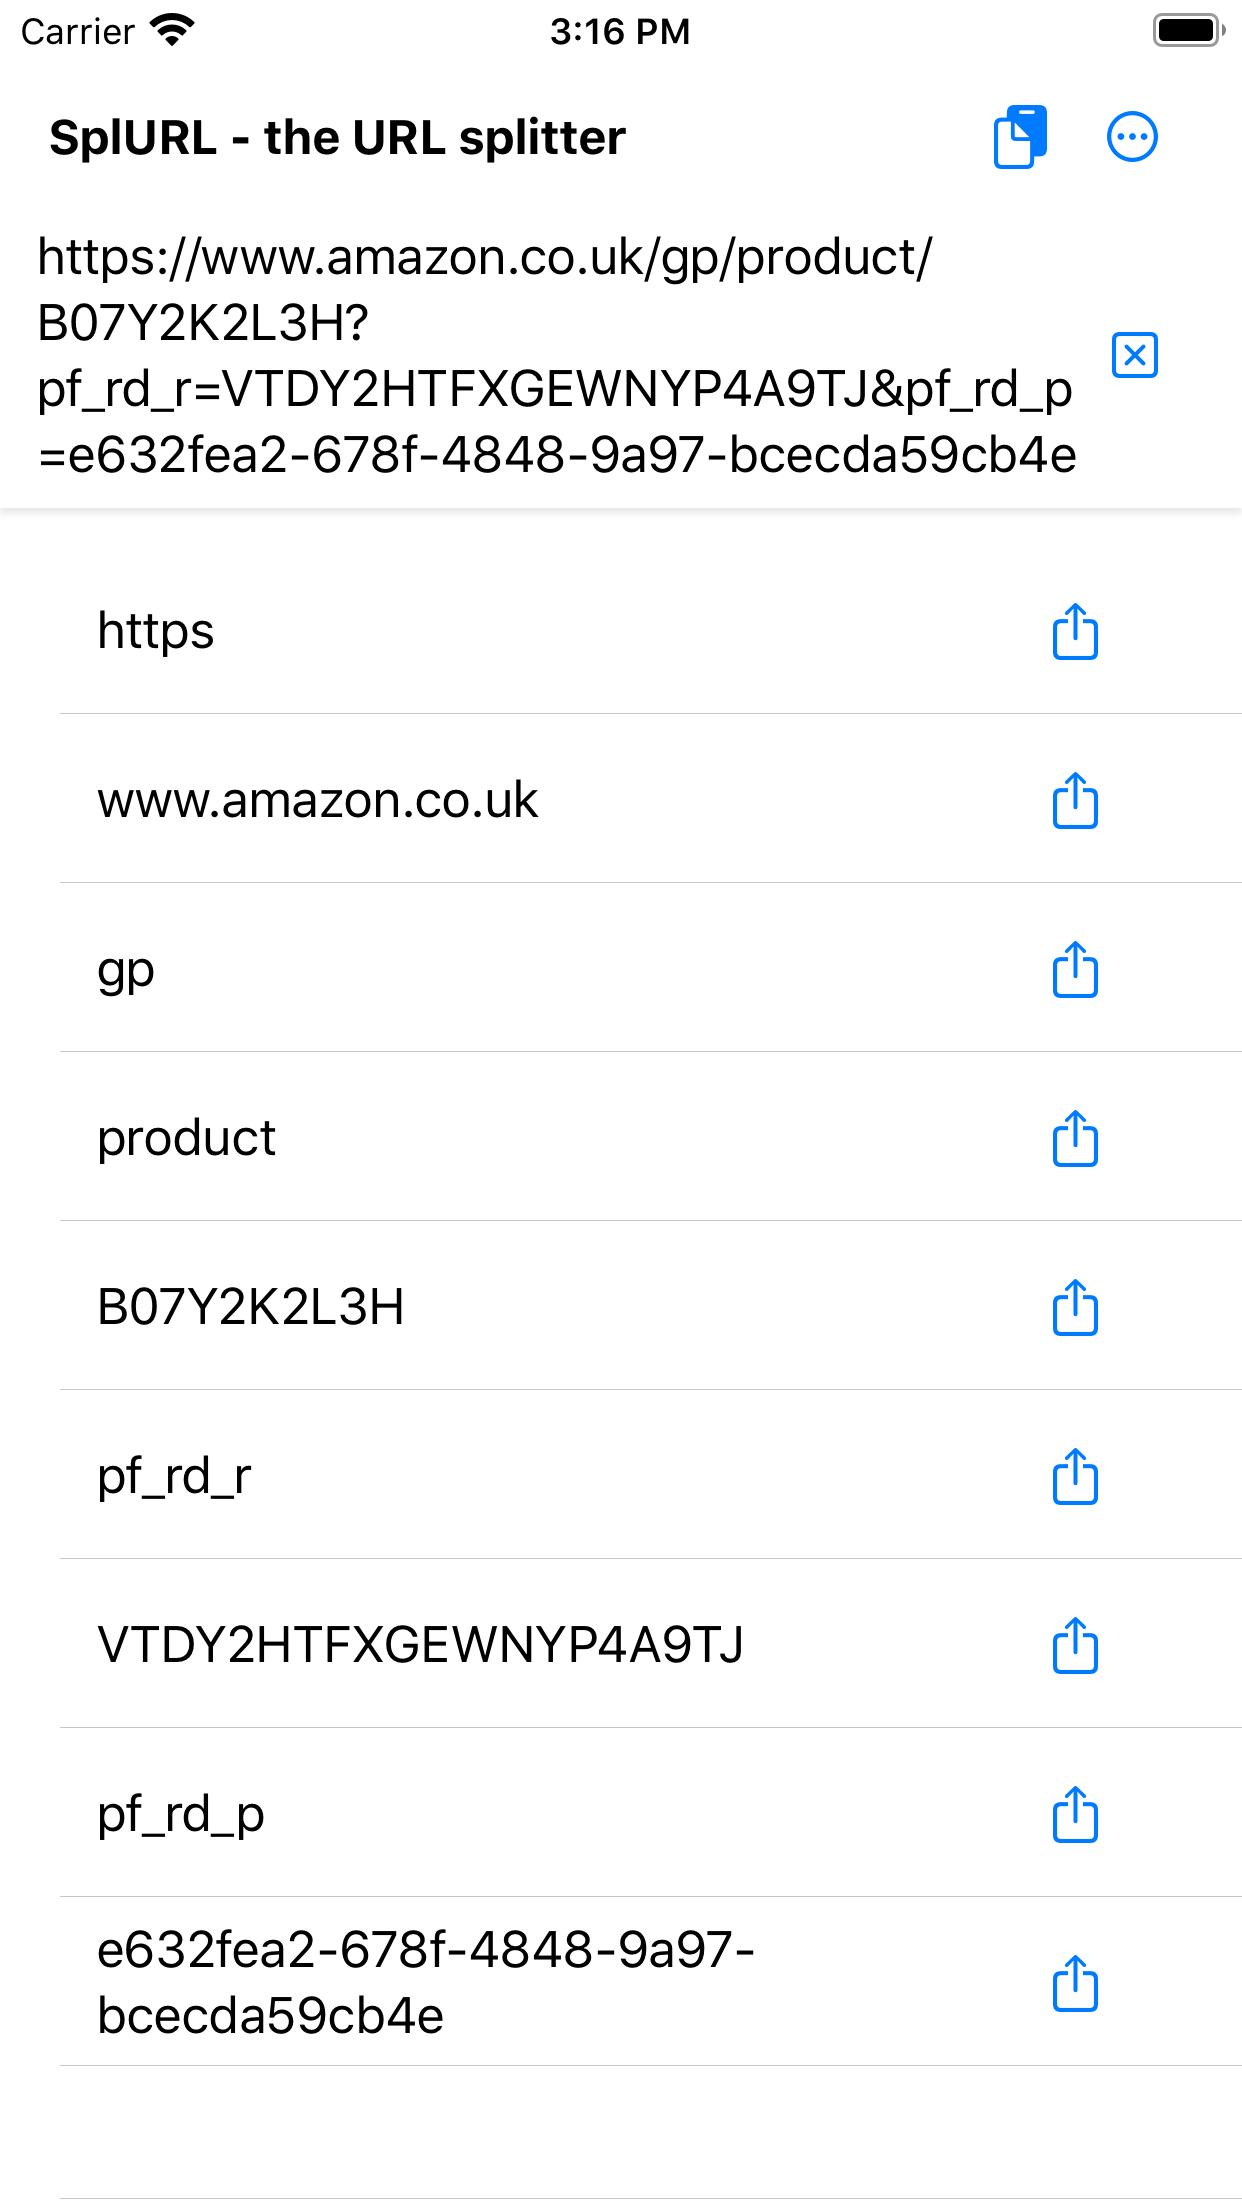 Carrier 3:16 PM
SplURL - the URL splitter
https://www.amazon.co.uk/gp/product/
B07Y2K2L3H?
pf_rd_r=VTDY2HTFXGEWNYP4A9TJ&pf_rd_p
=e632fea2-678f-4848-9a97-bcecda59cb4e
https
www.amazon.co.uk
gp
product
B07Y2K2L3H
pf_rd_r
VTDY2HTFXGEWNYP4A9TJ
pf_rd_p
e632fea2-678f-4848-9a97-
bcecda59cb4e